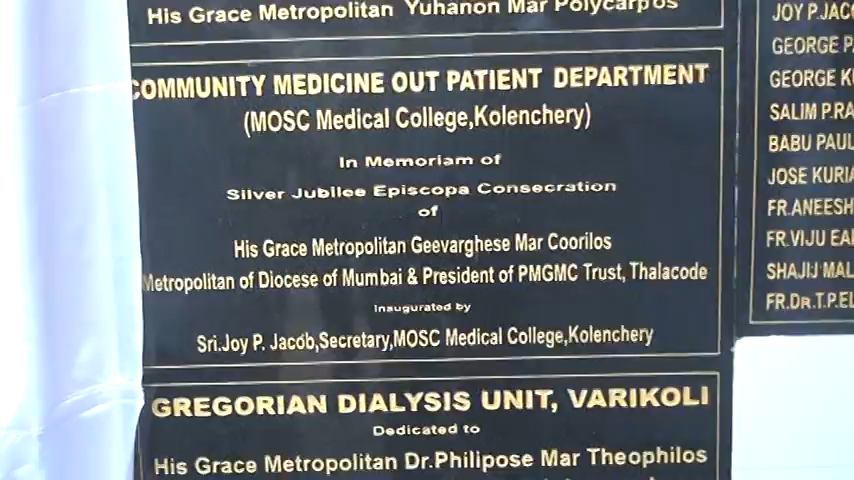 His Grace Metropolitan Yuhanon Mar Polycarpos
COMMUNITY MEDICINE OUT PATIENT DEPARTMENT
(MOSC Medical College,Kolenchery)
In Memoriam of
Silver Jubilee Episcopa Consecration
of
His Grace Metropolitan Geevarghese Mar Coorilos
Metropolitan of Diocese of Mumbai & President of PMGMC Trust, Thalacode
Inaugurated by
Sri.Joy P. Jacob,Secretary,MOSC Medical College,Kolenchery
GREGORIAN DIALYSIS UNIT, VARIKOLI
Dedicated to
His Grace Metropolitan Dr.Philipose Mar Theophilos
JOY P.JAC
GEORGE P
GEORGE
SALIM P.RA
BABU PAUL
JOSE KURIA
FR.ANEESH
FR.VIJU
SHAJIJ MAL
FR.DR.T.P.EL